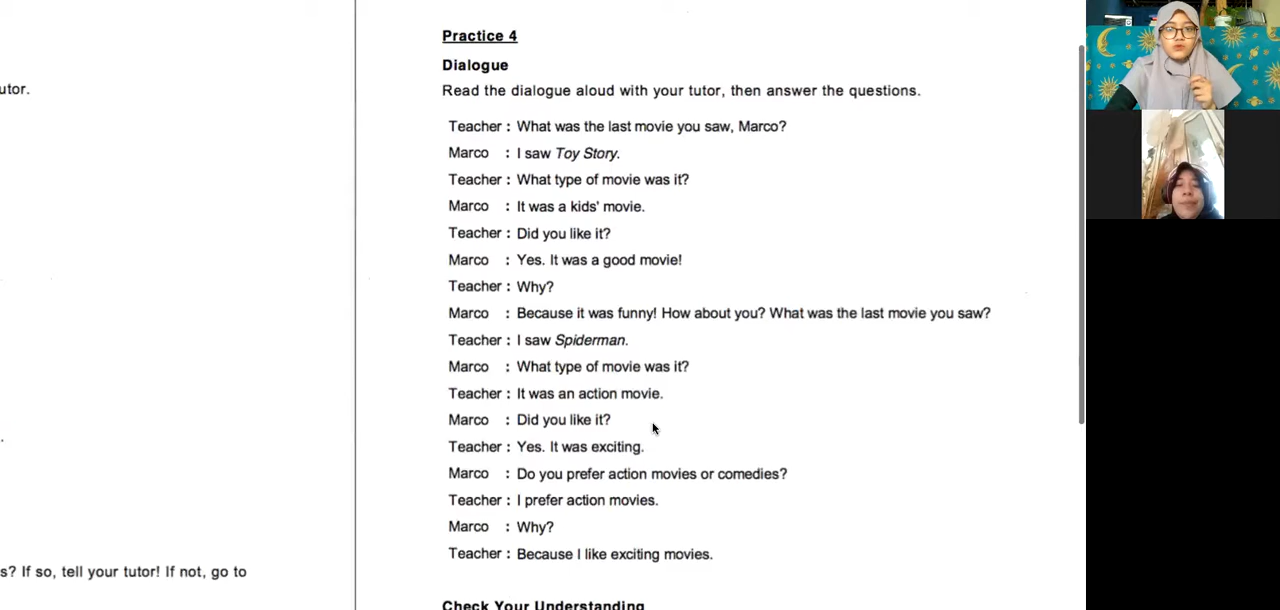 utor.
.
s? If so, tell your tutor! If not, go to
Practice 4
Dialogue
Read the dialogue aloud with your tutor, then answer the questions.
Teacher : What was the last movie you saw, Marco?
Marco : I saw Toy Story.
Teacher : What type of movie was it?
Marco : It was a kids' movie.
Teacher : Did you like it?
Marco : Yes. It was a good movie!
Teacher : Why?
Marco : Because it was funny! How about you? What was the last movie you saw?
Teacher : I saw Spiderman.
Marco : What type of movie was it?
Teacher : It was an action movie.
Marco : Did you like it?
Teacher : Yes. It was exciting.
Marco : Do you prefer action movies or comedies?
Teacher : I prefer action movies.
Marco : Why?
Teacher : Because I like exciting movies.
Check Your Understanding